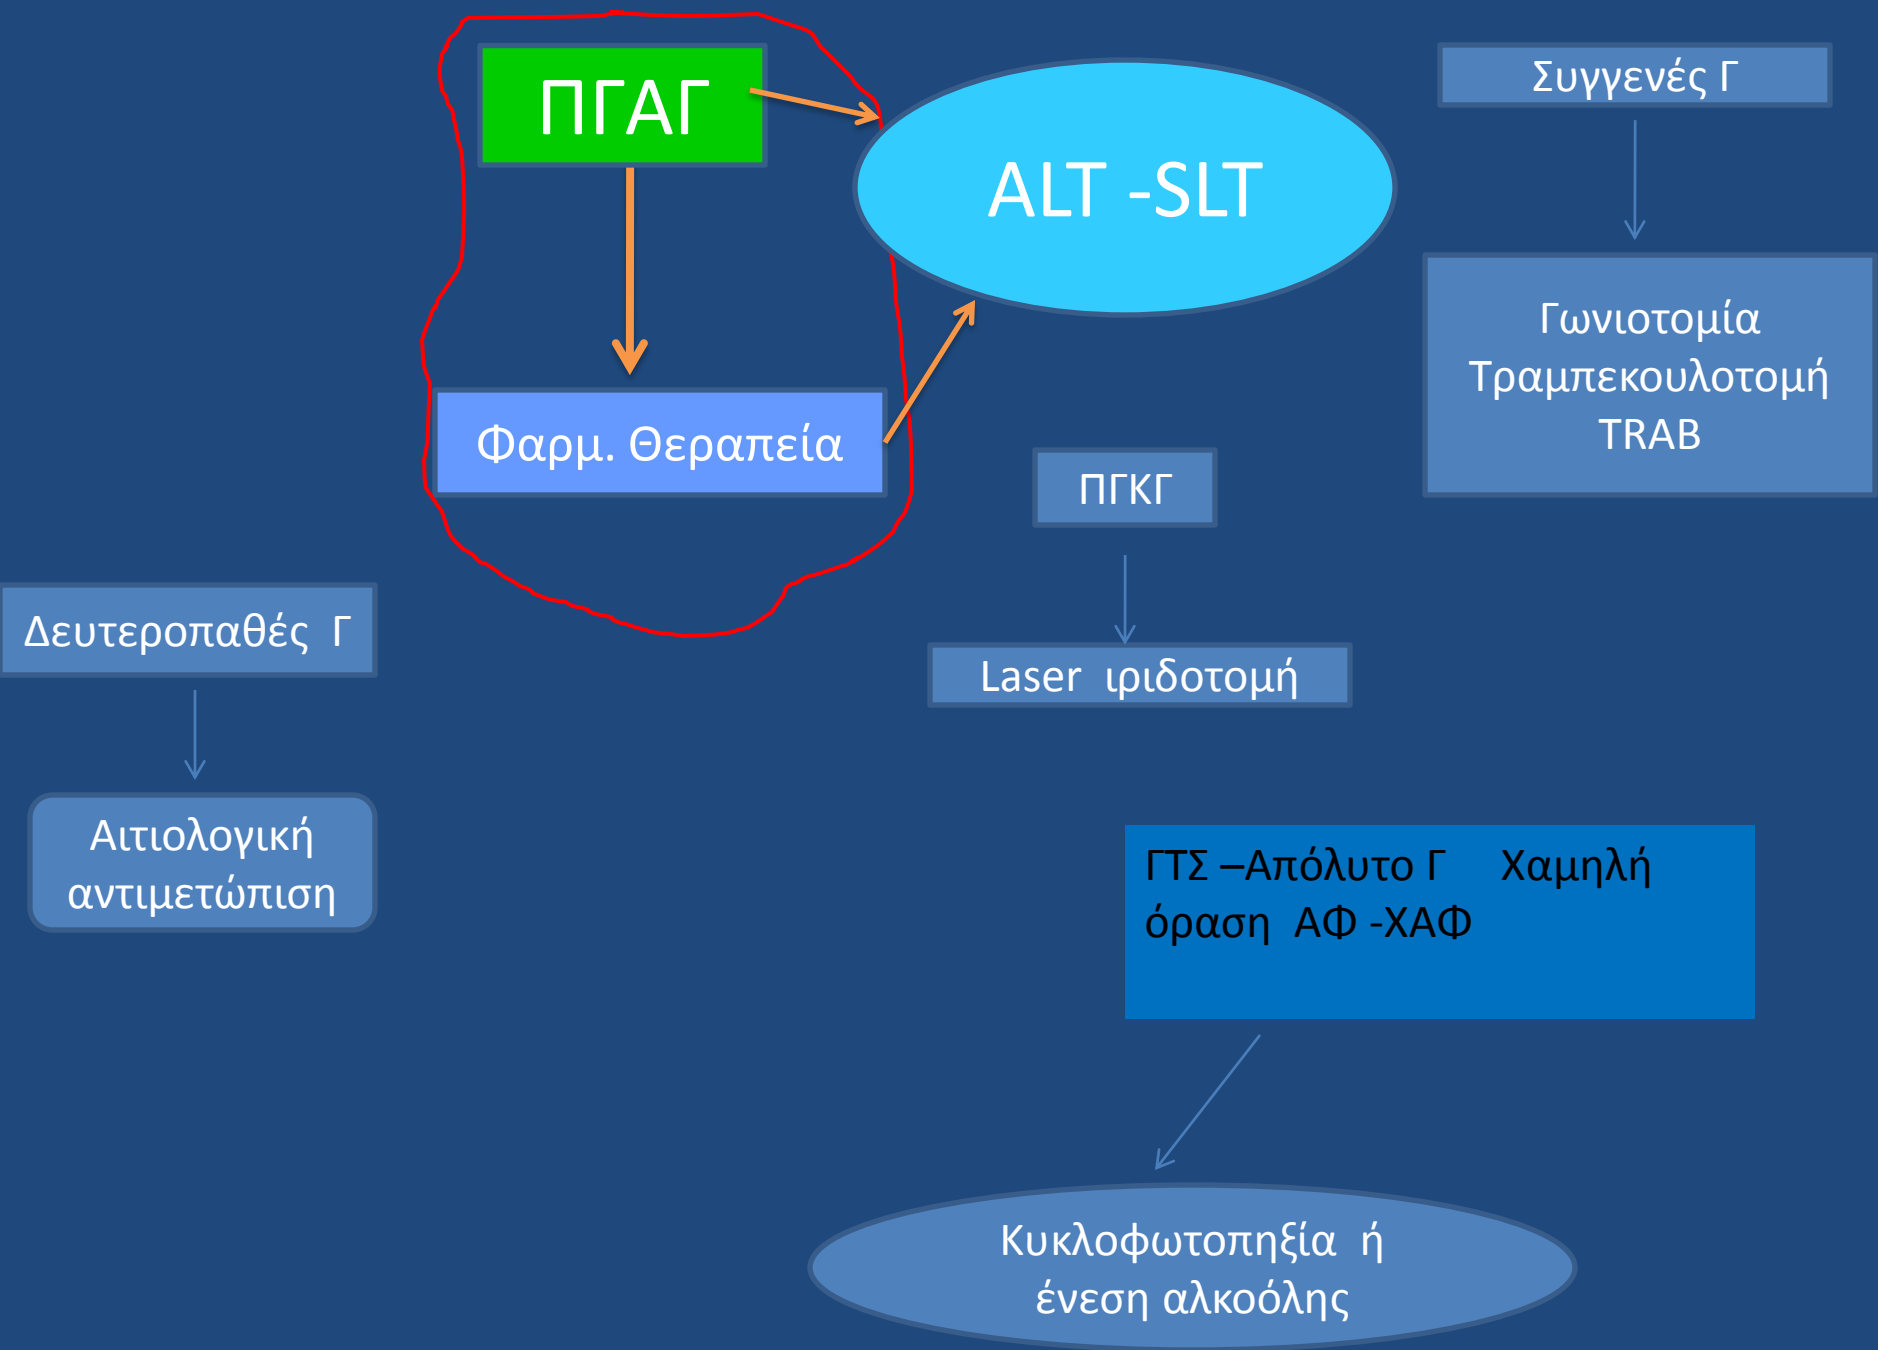 ΠΓΑΓ
ALT -SLT
Συγγενές Γ
Γωνιοτομία
Τραμπεκουλοτομή
TRAB
Φαρμ. Θεραπεία
ΠΓΚΓ
Laser ιριδοτομή
Δευτεροπαθές Γ
Αιτιολογική
αντιμετώπιση
ΓΤΣ –Απόλυτο Γ Χαμηλή
όραση ΑΦ -ΧΑΦ
Κυκλοφωτοπηξία ή
ένεση αλκοόλης